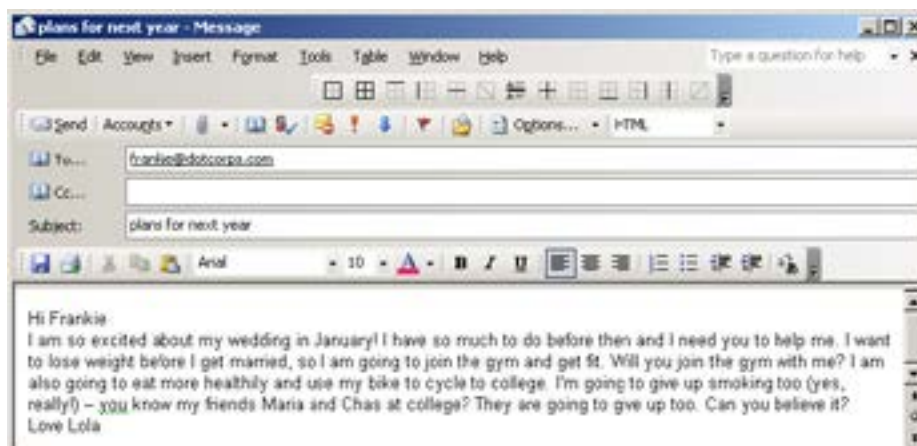 plans for next year - Message
File Edit View Insert Format Tools Table Window Help Type a question for help
Send Accounts Options... HTML
To... frankie@dotcorps.com
Cc...
Subject: plans for next year
Arial 10 A B I U
Hi Frankie
I am so excited about my wedding in January! I have so much to do before then and I need you to help me. I want
to lose weight before I get married, so I am going to join the gym and get fit. Will you join the gym with me? I am
also going to eat more healthily and use my bike to cycle to college. I'm going to give up smoking too (yes,
really!) – you know my friends Maria and Chas at college? They are going to give up too. Can you believe it?
Love Lola